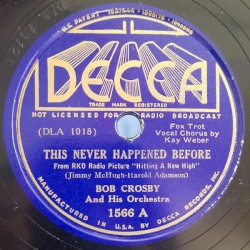 DECCA
TRADE MARK REGISTERED
NOT LICENSED FOR RADIO BROADCAST
(DLA 1018)
Fox Trot
Vocal Chorus by
Kay Weber
THIS NEVER HAPPENED BEFORE
From RKO Radio Picture "Hitting A New High"
(Jimmy McHugh-Harold Adamson)
BOB CROSBY
And His Orchestra
1566 A
MANUFACTURED IN U.S.A. BY DECCA RECORDS, INC.